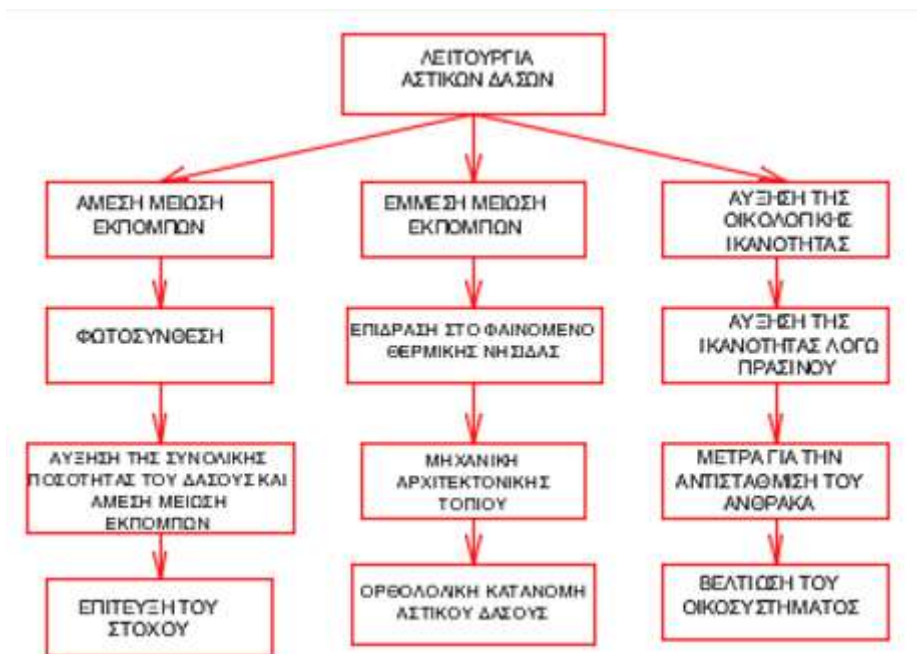 ΛΕΙΤΟΥΡΓΙΑ
ΑΣΤΙΚΩΝ ΔΑΣΩΝ
ΑΜΕΣΗ ΜΕΙΩΣΗ
ΕΚΠΟΜΠΩΝ
ΕΜΜΕΣΗ ΜΕΙΩΣΗ
ΕΚΠΟΜΠΩΝ
ΑΥΞΗΣΗ ΤΗΣ
ΟΙΚΟΛΟΓΙΚΗΣ
ΙΚΑΝΟΤΗΤΑΣ
ΦΩΤΟΣΥΝΘΕΣΗ
ΕΠΙΔΡΑΣΗ ΣΤΟ ΦΑΙΝΟΜΕΝΟ
ΘΕΡΜΙΚΗΣ ΝΗΣΙΔΑΣ
ΑΥΞΗΣΗ ΤΗΣ
ΙΚΑΝΟΤΗΤΑΣ ΛΟΓΩ
ΠΡΑΣΙΝΟΥ
ΑΥΞΗΣΗ ΤΗΣ ΣΥΝΟΛΙΚΗΣ
ΠΟΣΟΤΗΤΑΣ ΤΟΥ ΔΑΣΟΥΣ ΚΑΙ
ΑΜΕΣΗ ΜΕΙΩΣΗ
ΕΚΠΟΜΠΩΝ
ΜΗΧΑΝΙΚΗ
ΑΡΧΙΤΕΚΤΟΝΙΚΗΣ
ΤΟΠΙΟΥ
ΜΕΤΡΑ ΓΙΑ ΤΗΝ
ΑΝΤΙΣΤΑΘΜΙΣΗ ΤΟΥ
ΑΝΘΡΑΚΑ
ΕΠΙΤΕΥΞΗ ΤΟΥ
ΣΤΟΧΟΥ
ΟΡΘΟΛΟΛΙΚΗ ΚΑΤΑΝΟΜΗ
ΑΣΤΙΚΟΥ ΔΑΣΟΥΣ
ΒΕΛΤΙΩΣΗ ΤΟΥ
ΟΙΚΟΣΥΣΤΗΜΑΤΟΣ